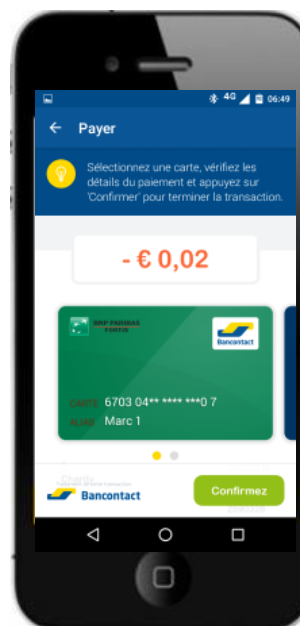 4G 06:49
Payer
Sélectionnez une carte, vérifiez les
détails du paiement et appuyez sur
'Confirmer' pour terminer la transaction.
- € 0,02
BNP PARIBAS
FORTIS
Bancontact
CARTE 6703 04** **** ***0 7
ALIAS Marc 1
Bancontact
Confirmez